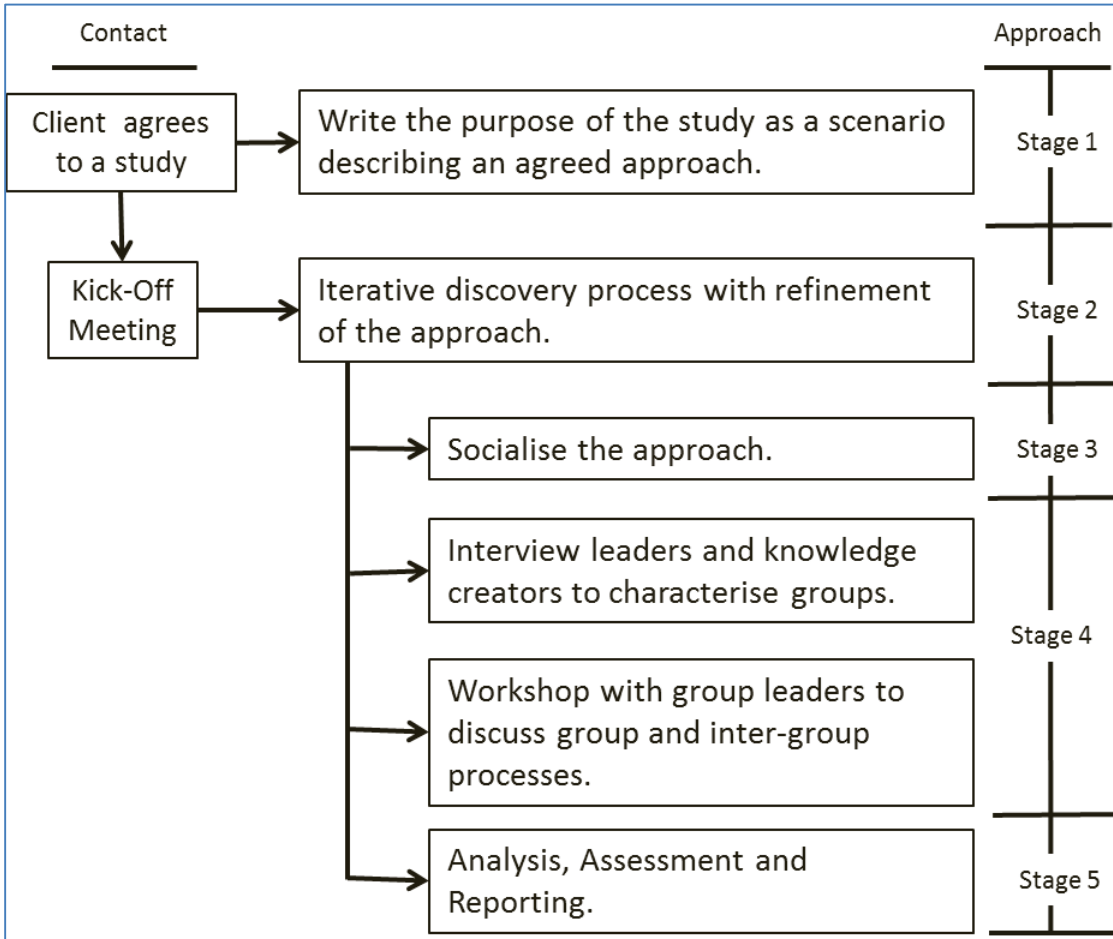 Contact
Approach
Client agrees
to a study
Write the purpose of the study as a scenario
describing an agreed approach.
Stage 1
Kick-Off
Meeting
Iterative discovery process with refinement
of the approach.
Stage 2
Socialise the approach.
Stage 3
Interview leaders and knowledge
creators to characterise groups.
Stage 4
Workshop with group leaders to
discuss group and inter-group
processes.
Analysis, Assessment and
Reporting.
Stage 5